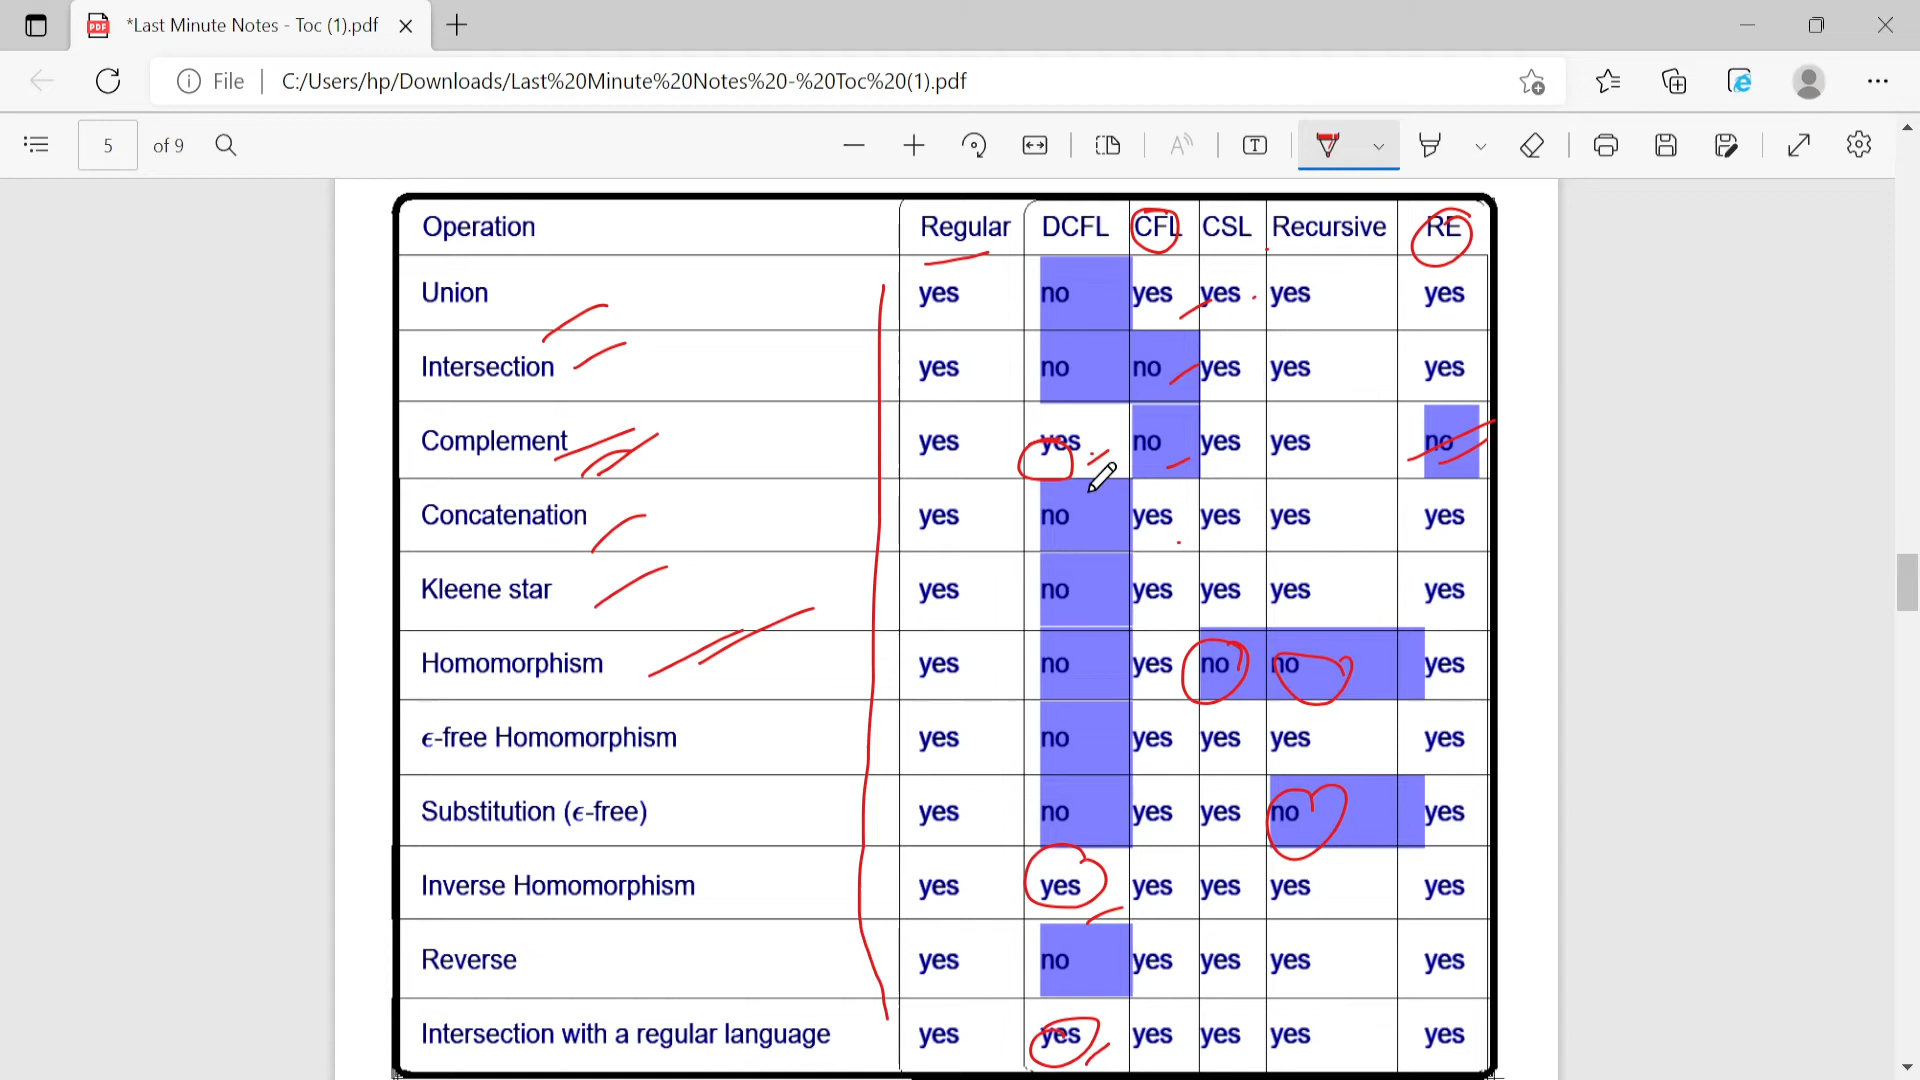 *Last Minute Notes - Toc (1).pdf
File C:/Users/hp/Downloads/Last%20Minute%20Notes%20-%20Toc%20(1).pdf
5 of 9
Operation Regular DCFL CFL CSL Recursive RE
Union yes no yes yes yes yes
Intersection yes no no yes yes yes
Complement yes yes no yes yes no
Concatenation yes no yes yes yes yes
Kleene star yes no yes yes yes yes
Homomorphism yes no yes no no yes
ϵ-free Homomorphism yes no yes yes yes yes
Substitution (ϵ-free) yes no yes yes no yes
Inverse Homomorphism yes yes yes yes yes yes
Reverse yes no yes yes yes yes
Intersection with a regular language yes yes yes yes yes yes